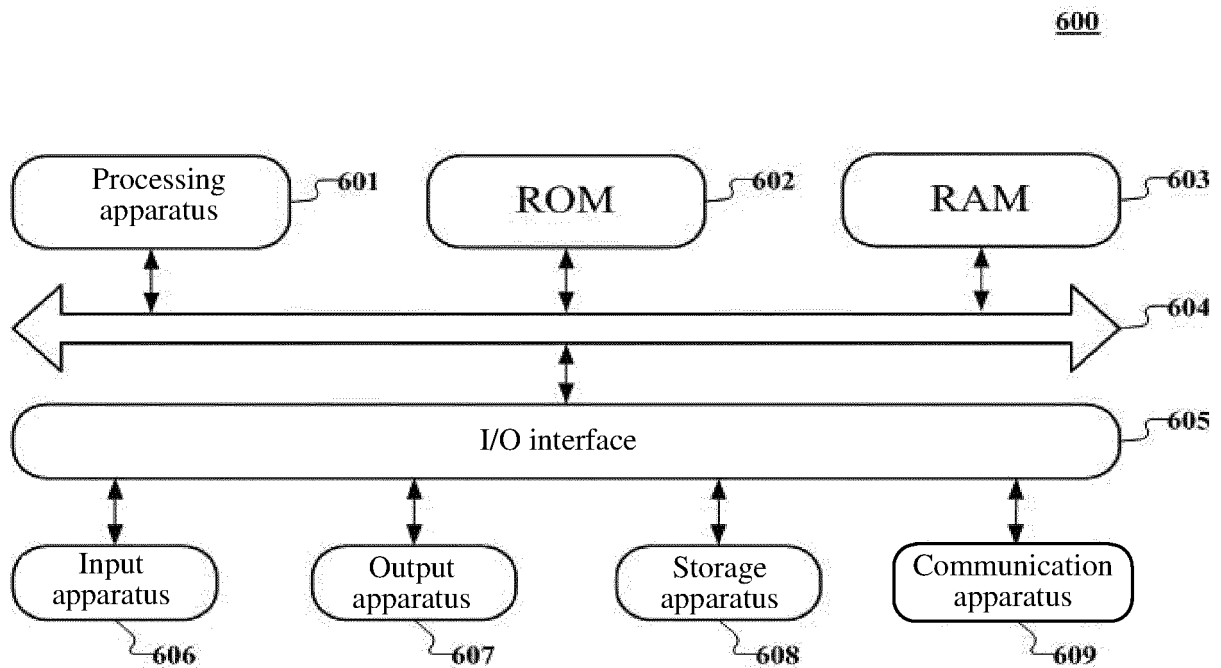 600
Processing
apparatus
601
ROM
602
RAM
603
604
I/O interface
605
Input
apparatus
606
Output
apparatus
607
Storage
apparatus
608
Communication
apparatus
609